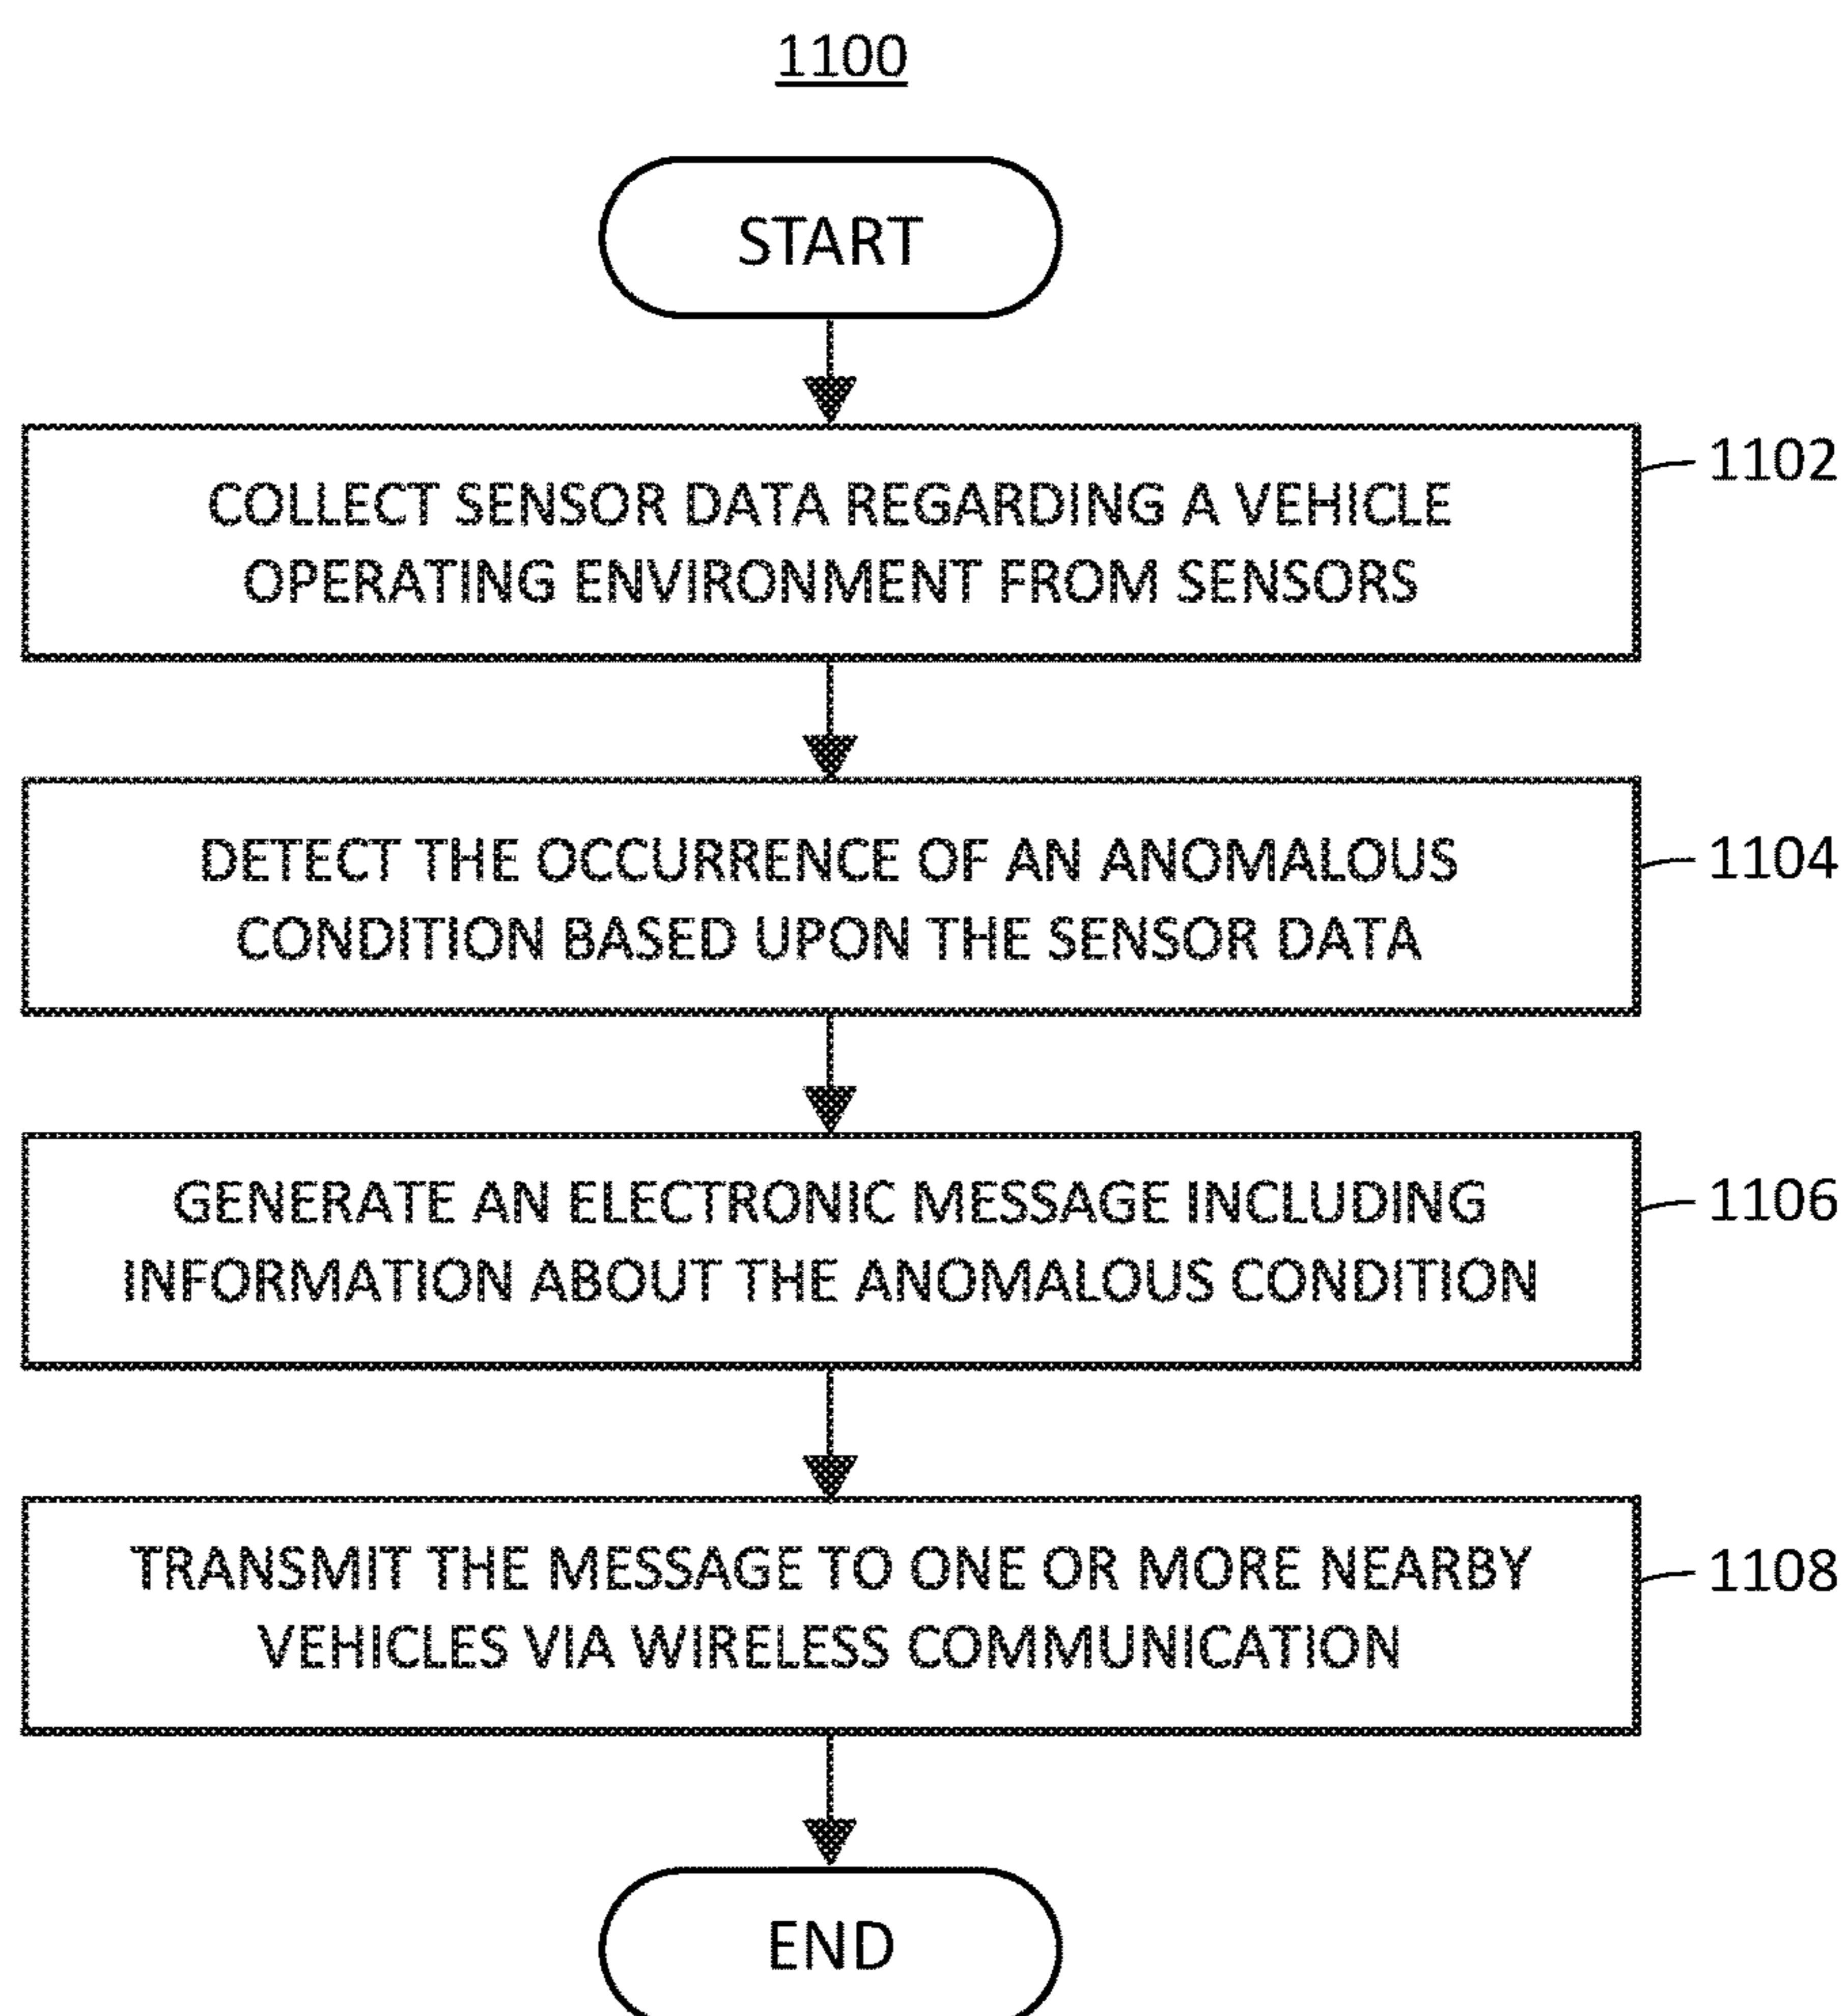 1100
START
COLLECT SENSOR DATA REGARDING A VEHICLE
OPERATING ENVIRONMENT FROM SENSORS
1102
DETECT THE OCCURRENCE OF AN ANOMALOUS
CONDITION BASED UPON THE SENSOR DATA
1104
GENERATE AN ELECTRONIC MESSAGE INCLUDING
INFORMATION ABOUT THE ANOMALOUS CONDITION
1106
TRANSMIT THE MESSAGE TO ONE OR MORE NEARBY
VEHICLES VIA WIRELESS COMMUNICATION
1108
END